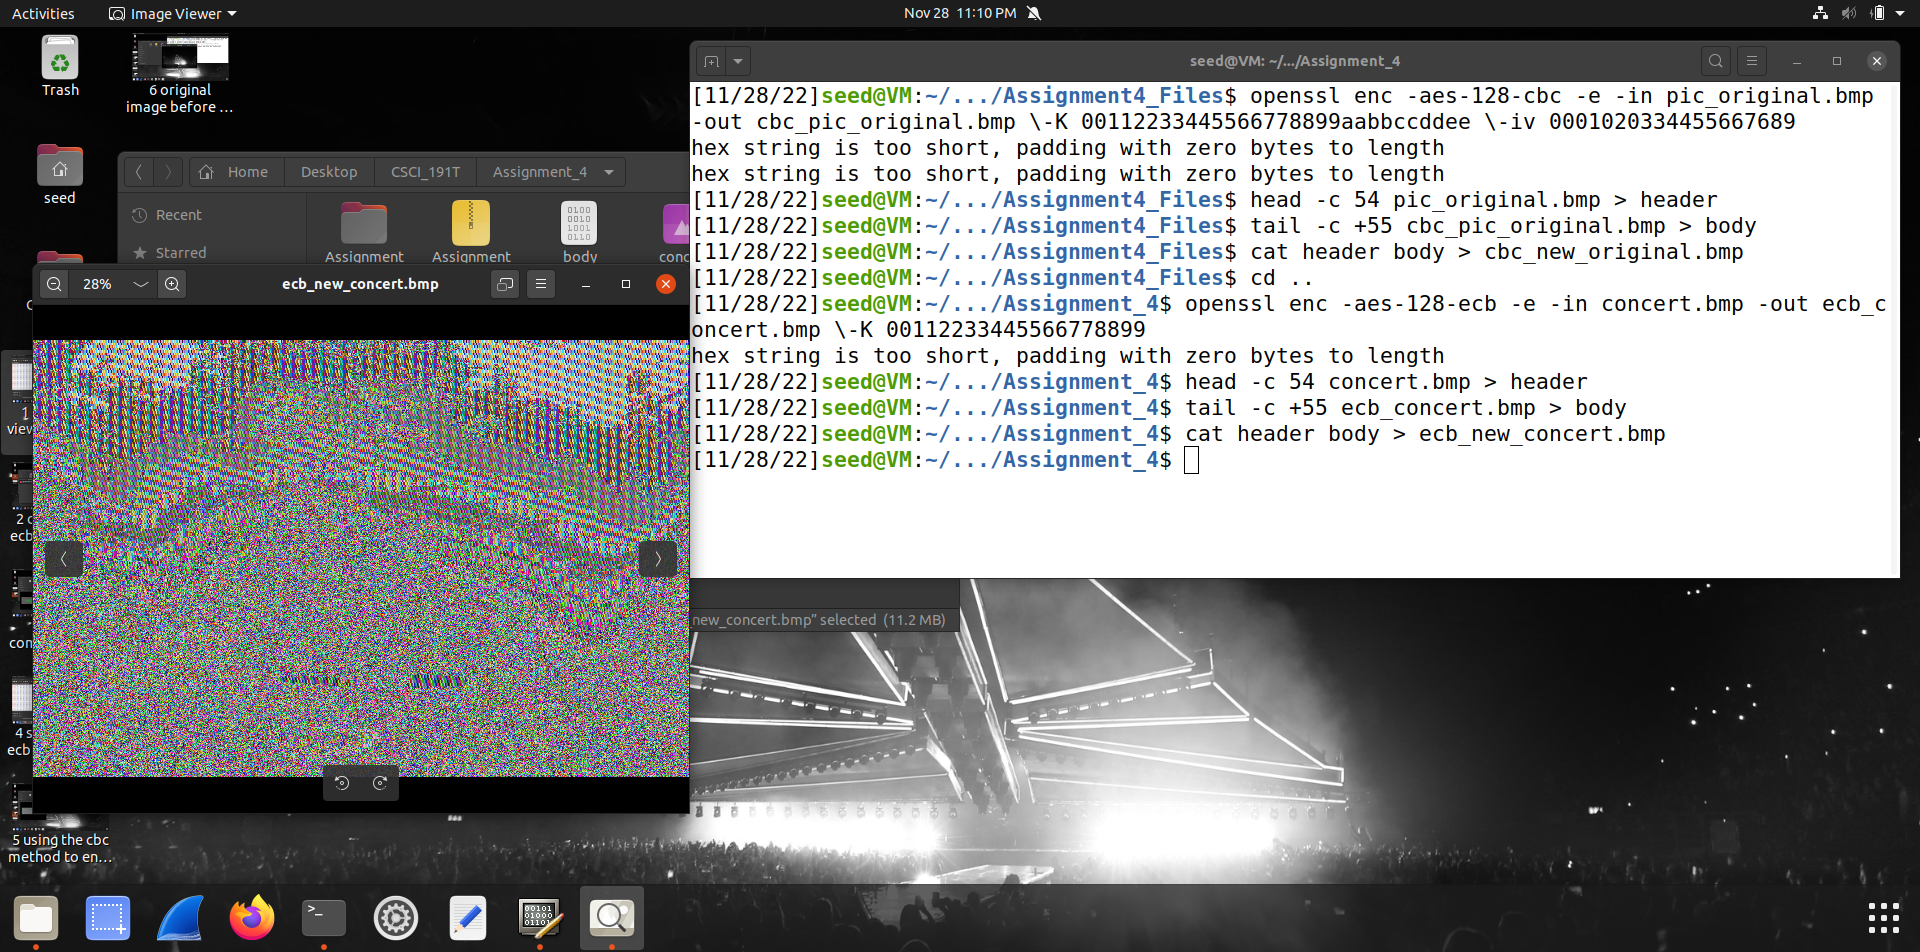 Activities
Image Viewer
Nov 28 11:10 PM
Trash
6 original
image before ...
seed
Home
Desktop
CSCI_191T
Assignment_4
Recent
Starred
Assignment
Assignment
body
conc
28%
ecb_new_concert.bmp
1
view
2 c
ecb
con
4 s
ecb
5 using the cbc
method to en...
seed@VM: ~/.../Assignment_4
[11/28/22]seed@VM:~/.../Assignment4_Files$ openssl enc -aes-128-cbc -e -in pic_original.bmp
-out cbc_pic_original.bmp \-K 00112233445566778899aabbccddee \-iv 0001020334455667689
hex string is too short, padding with zero bytes to length
hex string is too short, padding with zero bytes to length
[11/28/22]seed@VM:~/.../Assignment4_Files$ head -c 54 pic_original.bmp > header
[11/28/22]seed@VM:~/.../Assignment4_Files$ tail -c +55 cbc_pic_original.bmp > body
[11/28/22]seed@VM:~/.../Assignment4_Files$ cat header body > cbc_new_original.bmp
[11/28/22]seed@VM:~/.../Assignment4_Files$ cd ..
[11/28/22]seed@VM:~/.../Assignment_4$ openssl enc -aes-128-ecb -e -in concert.bmp -out ecb_c
oncert.bmp \-K 00112233445566778899
hex string is too short, padding with zero bytes to length
[11/28/22]seed@VM:~/.../Assignment_4$ head -c 54 concert.bmp > header
[11/28/22]seed@VM:~/.../Assignment_4$ tail -c +55 ecb_concert.bmp > body
[11/28/22]seed@VM:~/.../Assignment_4$ cat header body > ecb_new_concert.bmp
[11/28/22]seed@VM:~/.../Assignment_4$
new_concert.bmp" selected (11.2 MB)